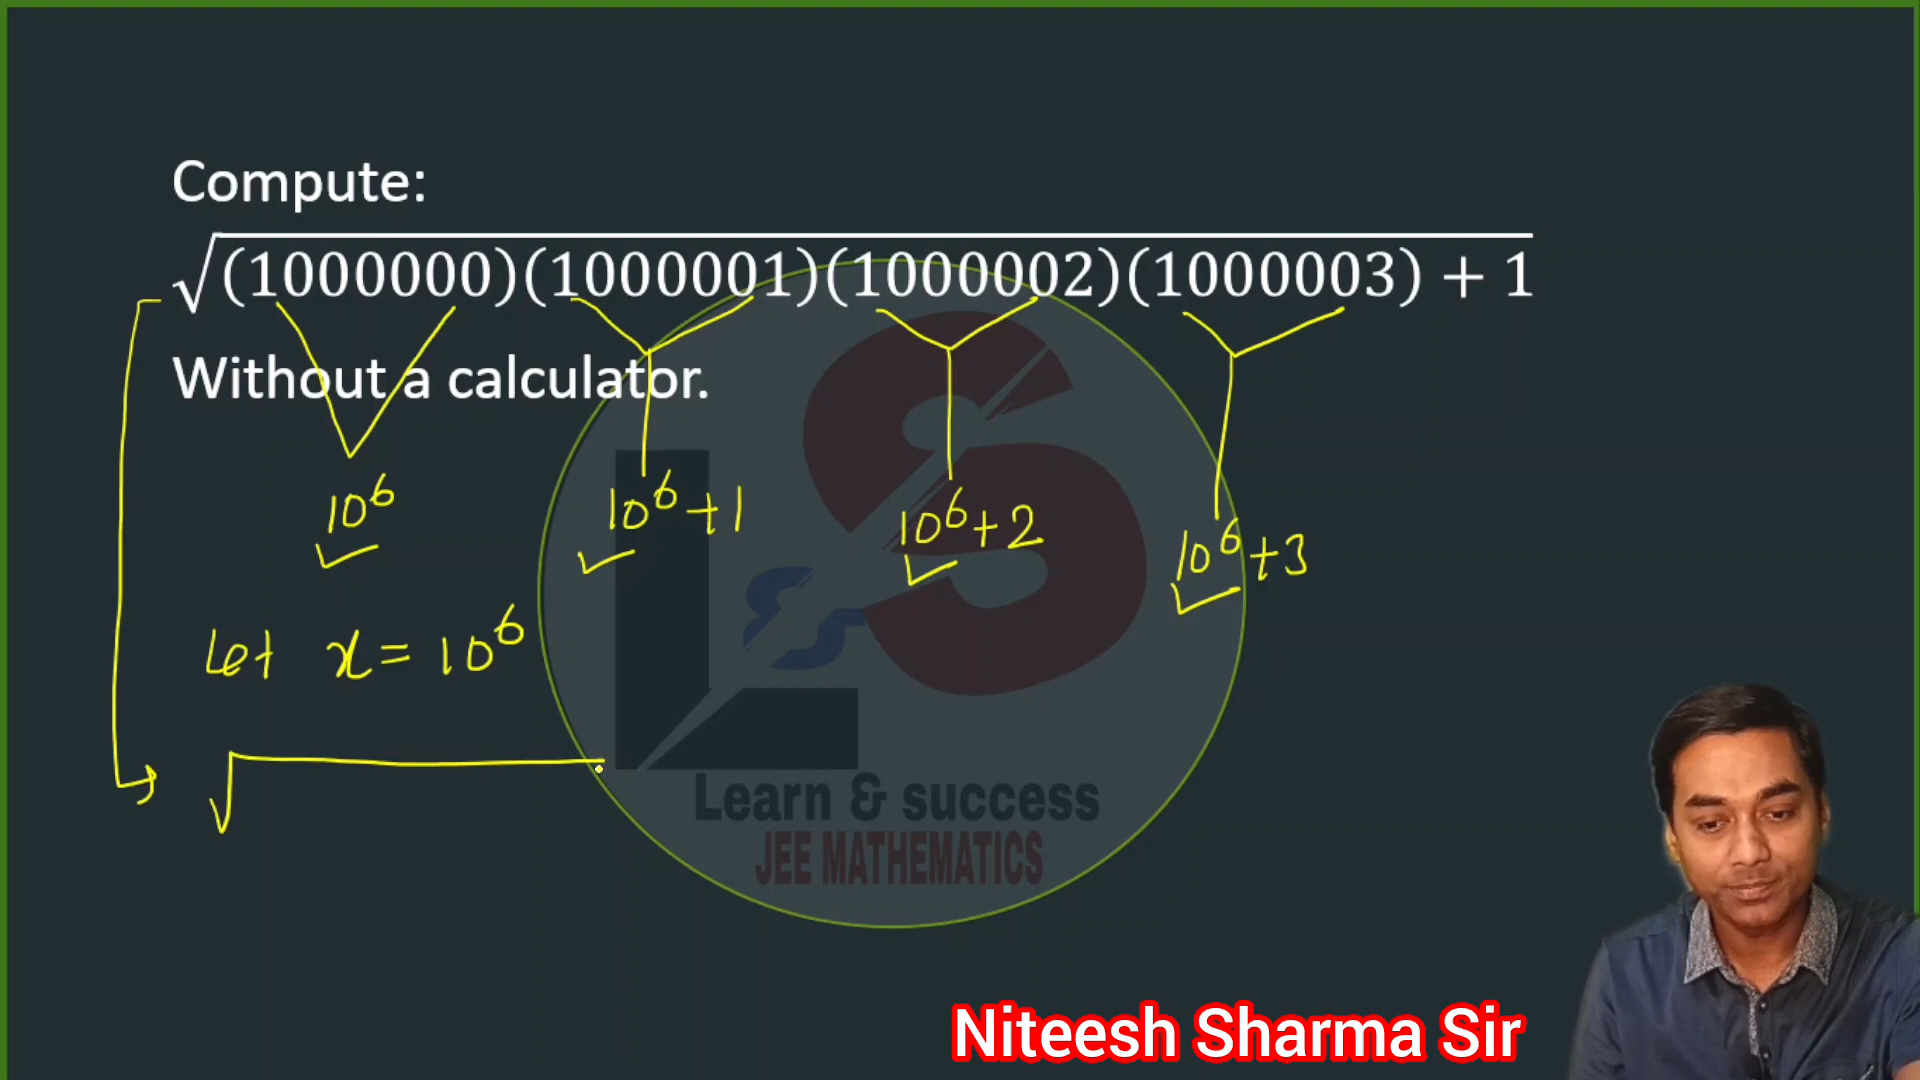 Compute:
√(1000000)(1000001)(1000002)(1000003) + 1
Without a calculator.
10⁶
10⁶+1
10⁶+2
10⁶+3
Let x = 10⁶
√
L&S
Learn & success
JEE MATHEMATICS
Niteesh Sharma Sir